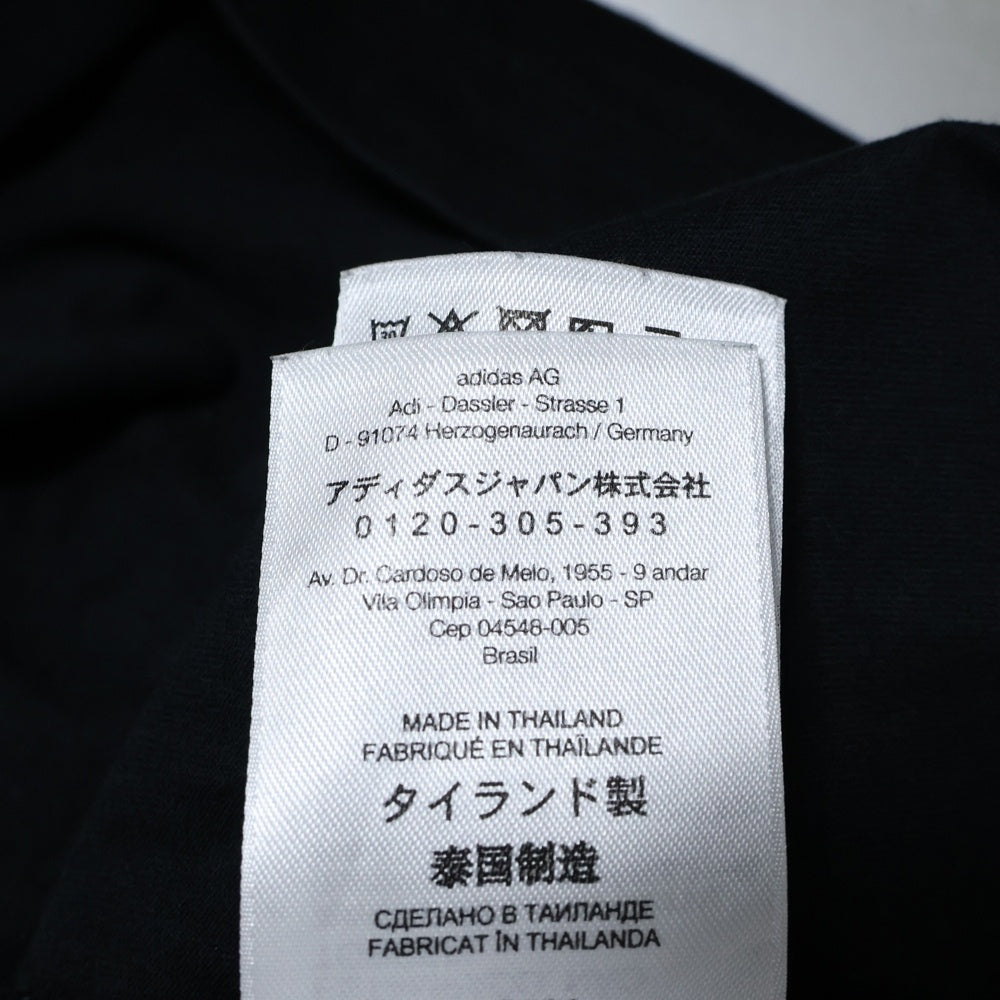 30
adidas AG
Adi - Dassler - Strasse 1
D - 91074 Herzogenaurach / Germany
アディダスジャパン株式会社
0120-305-393
Av. Dr. Cardoso de Melo, 1955 - 9 andar
Vila Olimpia - Sao Paulo - SP
Cep 04548-005
Brasil
MADE IN THAILAND
FABRIQUÉ EN THAÏLANDE
タイランド製
泰国制造
СДЕЛАНО В ТАИЛАНДЕ
FABRICAT ÎN THAILANDA